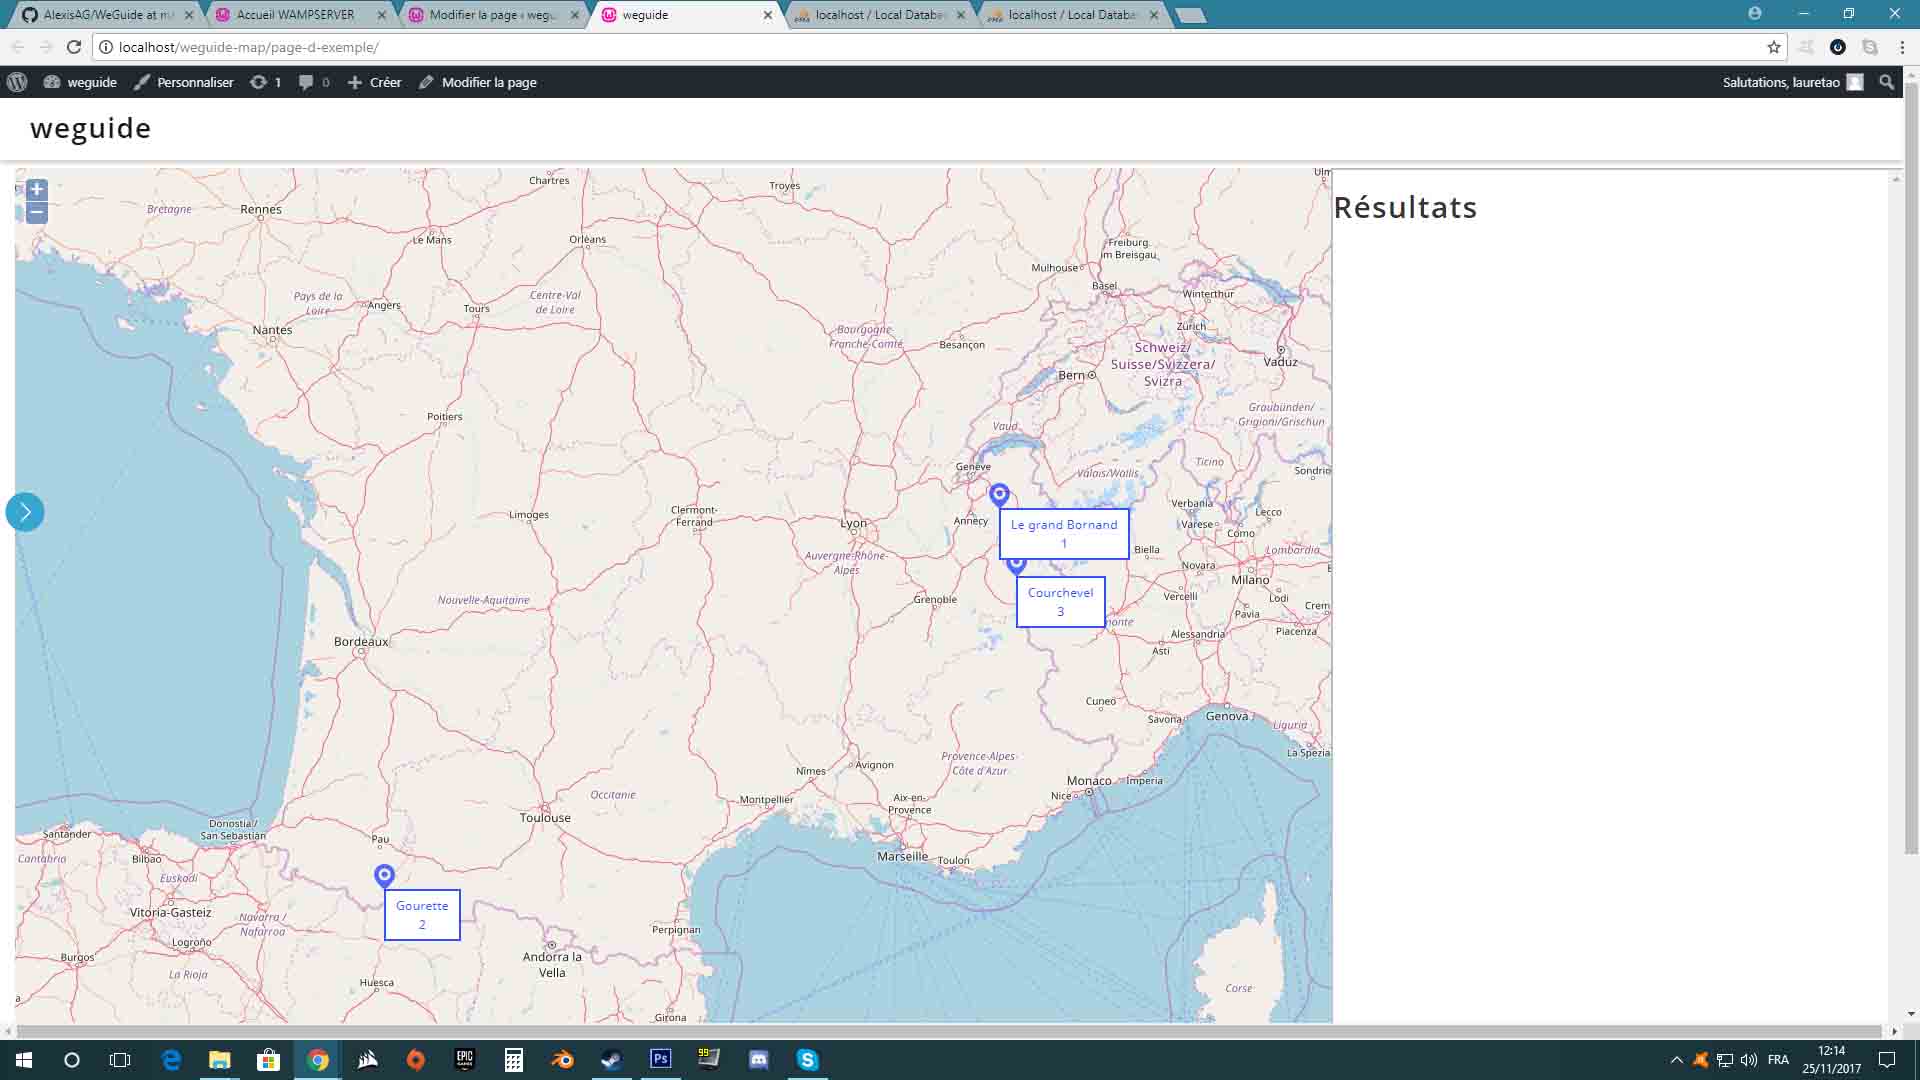 AlexisAG/WeGuide at m
Accueil WAMPSERVER
Modifier la page ‹ wegu
weguide
localhost / Local Databa
localhost / Local Databa
localhost/weguide-map/page-d-exemple/
weguide
Personnaliser
1
0
Créer
Modifier la page
Salutations, lauretao
weguide
+
−
Résultats
Chartres
Troyes
Ulm
Bretagne
Rennes
Le Mans
Orléans
Freiburg
im Breisgau
Mulhouse
Basel
Winterthur
Zürich
Pays de la
Loire
Angers
Tours
Centre-Val
de Loire
Nantes
Bourgogne-
Franche-Comté
Besançon
Schweiz/
Suisse/Svizzera/
Svizra
Bern
Vaduz
Poitiers
Graubünden/
Grigioni/Grischun
Vaud
Genève
Valais/Wallis
Ticino
Sondrio
Limoges
Clermont-
Ferrand
Lyon
Annecy
Le grand Bornand
1
Verbania
Varese
Lecco
Como
Biella
Lombardia
Auvergne-Rhône-
Alpes
Novara
Milano
Courchevel
3
Nouvelle-Aquitaine
Grenoble
Vercelli
Lodi
Pavia
Crem
Piacenza
monte
Alessandria
Asti
Bordeaux
Cuneo
Savona
Genova
Liguria
La Spezia
Provence-Alpes-
Côte d'Azur
Avignon
Nîmes
Monaco
Imperia
Nice
Occitanie
Montpellier
Aix-en-
Provence
Toulouse
Marseille
Toulon
Donostia /
San Sebastián
Santander
Pau
Cantabria
Bilbao
Euskadi
Gourette
2
Vitoria-Gasteiz
Navarra /
Nafarroa
Logroño
Burgos
Perpignan
Andorra la
Vella
La Rioja
Huesca
Corse
a
Girona
EPIC
GAMES
Ps
99
FRA
12:14
25/11/2017